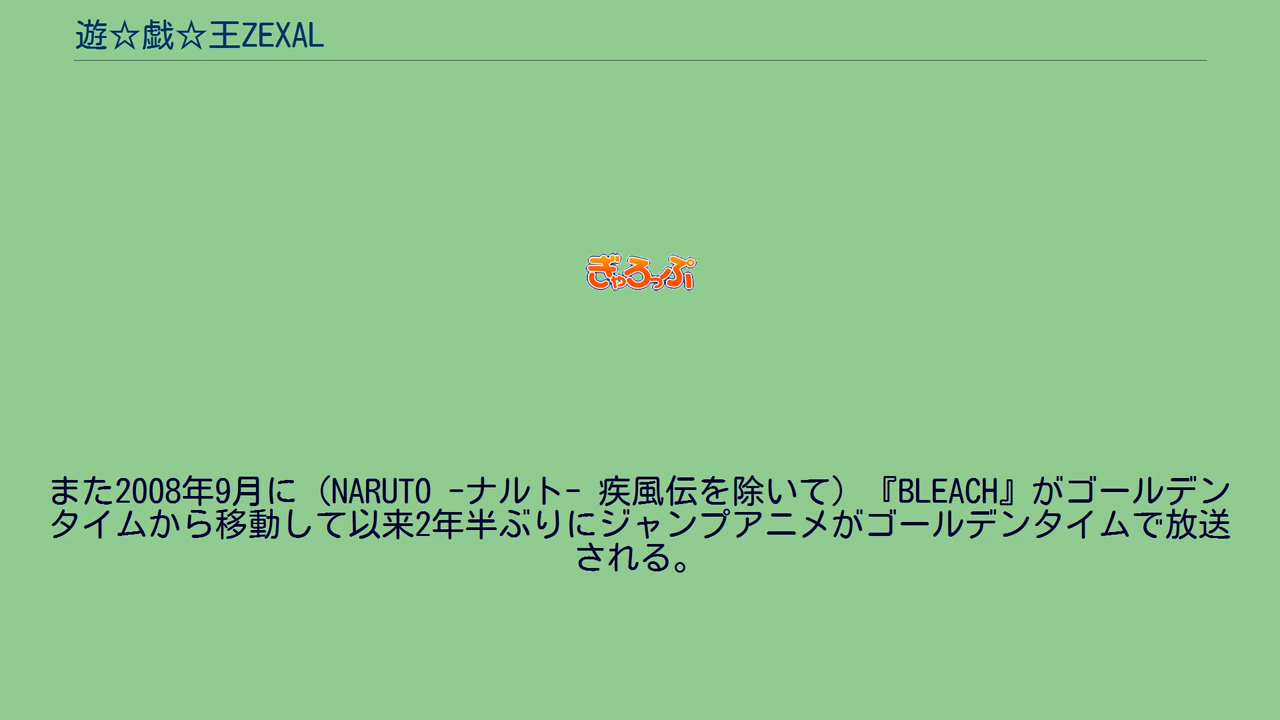 遊☆戯☆王ZEXAL
ぎゃろっぷ
また2008年9月に（NARUTO -ナルト- 疾風伝を除いて）『BLEACH』がゴールデン
タイムから移動して以来2年半ぶりにジャンプアニメがゴールデンタイムで放送
される。